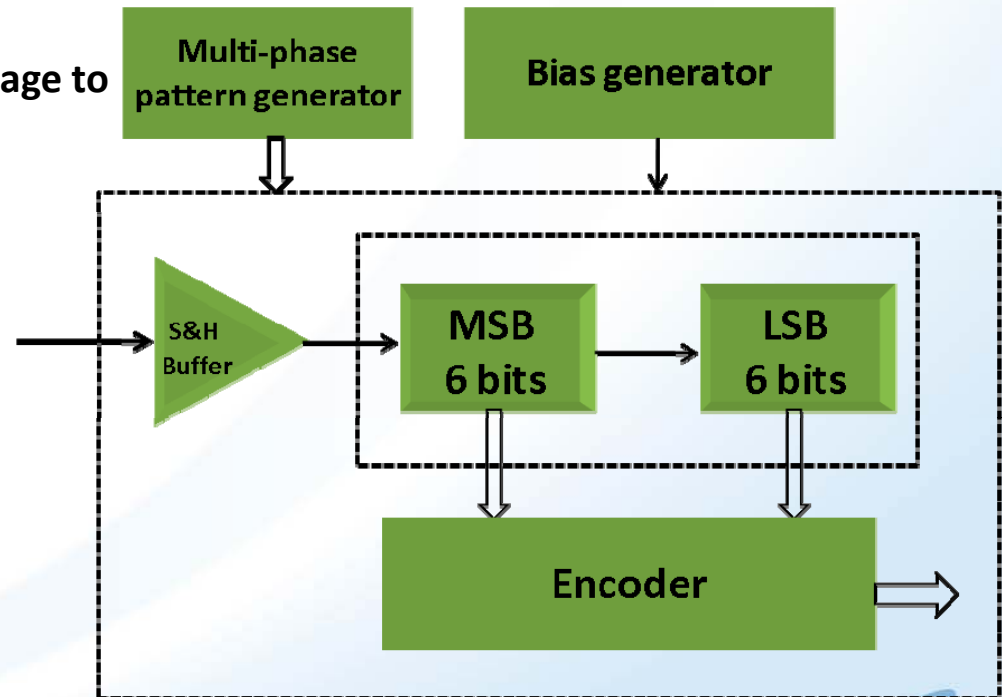 age to
Multi-phase
pattern generator
Bias generator
S&H
Buffer
MSB
6 bits
LSB
6 bits
Encoder